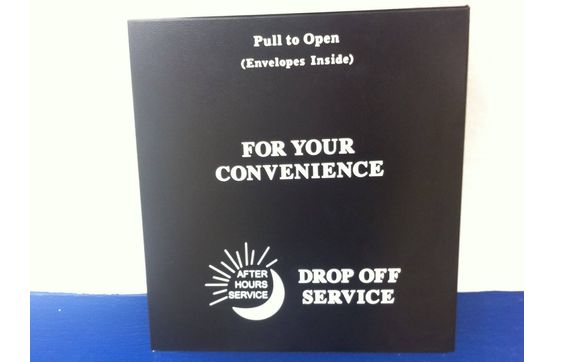 Pull to Open
(Envelopes Inside)
FOR YOUR
CONVENIENCE
AFTER
HOURS
SERVICE
DROP OFF
SERVICE